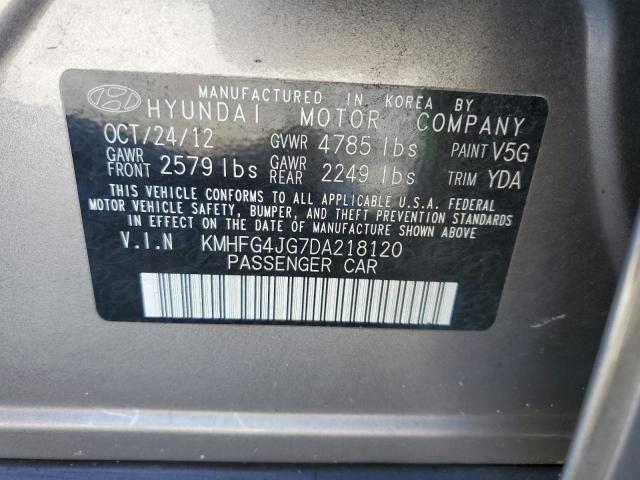 MANUFACTURED IN KOREA BY
HYUNDAI MOTOR COMPANY
OCT/24/12 GVWR 4785 lbs PAINT V5G
GAWR FRONT 2579 lbs GAWR REAR 2249 lbs TRIM YDA
THIS VEHICLE CONFORMS TO ALL APPLICABLE U.S.A. FEDERAL
MOTOR VEHICLE SAFETY, BUMPER, AND THEFT PREVENTION STANDARDS
IN EFFECT ON THE DATE OF MANUFACTURE SHOWN ABOVE.
V.I.N KMHFG4JG7DA218120
PASSENGER CAR